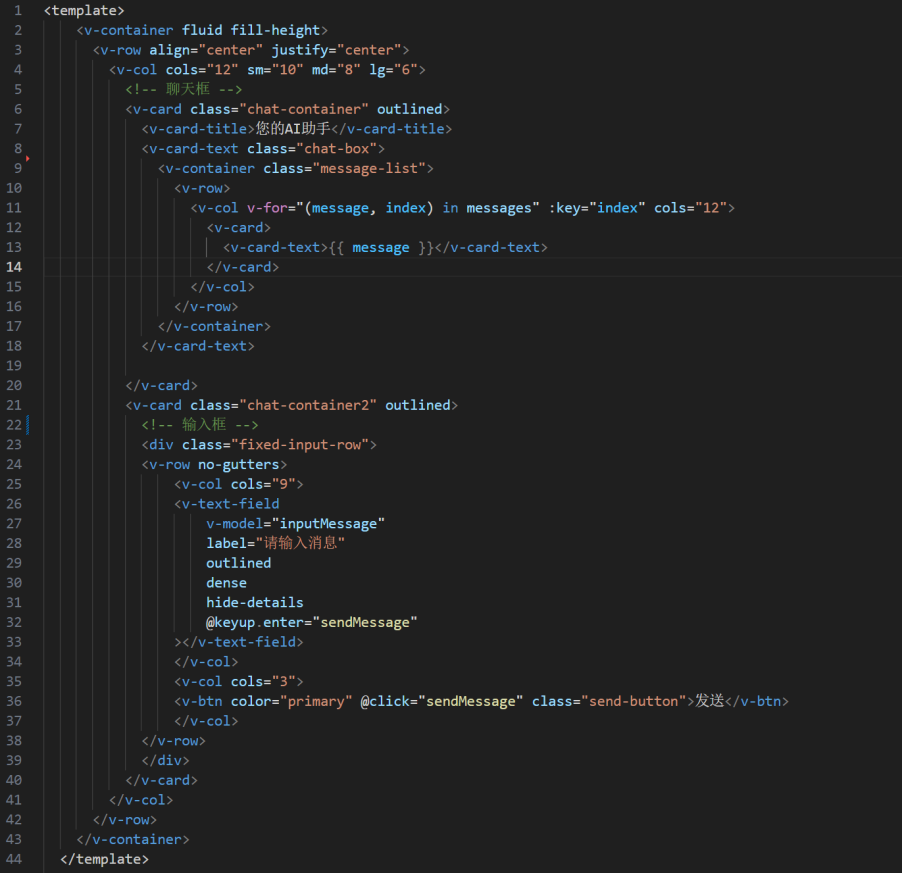 1 <template>
2 <v-container fluid fill-height>
3 <v-row align="center" justify="center">
4 <v-col cols="12" sm="10" md="8" lg="6">
5 <!-- 聊天框 -->
6 <v-card class="chat-container" outlined>
7 <v-card-title>您的AI助手</v-card-title>
8 <v-card-text class="chat-box">
9 <v-container class="message-list">
10 <v-row>
11 <v-col v-for="(message, index) in messages" :key="index" cols="12">
12 <v-card>
13 <v-card-text>{{ message }}</v-card-text>
14 </v-card>
15 </v-col>
16 </v-row>
17 </v-container>
18 </v-card-text>
19
20 </v-card>
21 <v-card class="chat-container2" outlined>
22 <!-- 输入框 -->
23 <div class="fixed-input-row">
24 <v-row no-gutters>
25 <v-col cols="9">
26 <v-text-field
27 v-model="inputMessage"
28 label="请输入消息"
29 outlined
30 dense
31 hide-details
32 @keyup.enter="sendMessage"
33 ></v-text-field>
34 </v-col>
35 <v-col cols="3">
36 <v-btn color="primary" @click="sendMessage" class="send-button">发送</v-btn>
37 </v-col>
38 </v-row>
39 </div>
40 </v-card>
41 </v-col>
42 </v-row>
43 </v-container>
44 </template>